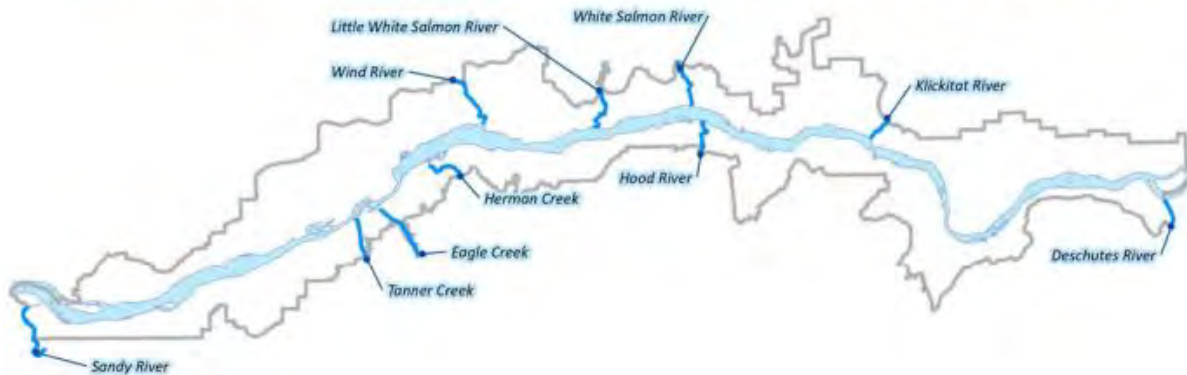 White Salmon River
Little White Salmon River
Wind River
Klickitat River
Hood River
Herman Creek
Eagle Creek
Deschutes River
Tanner Creek
Sandy River